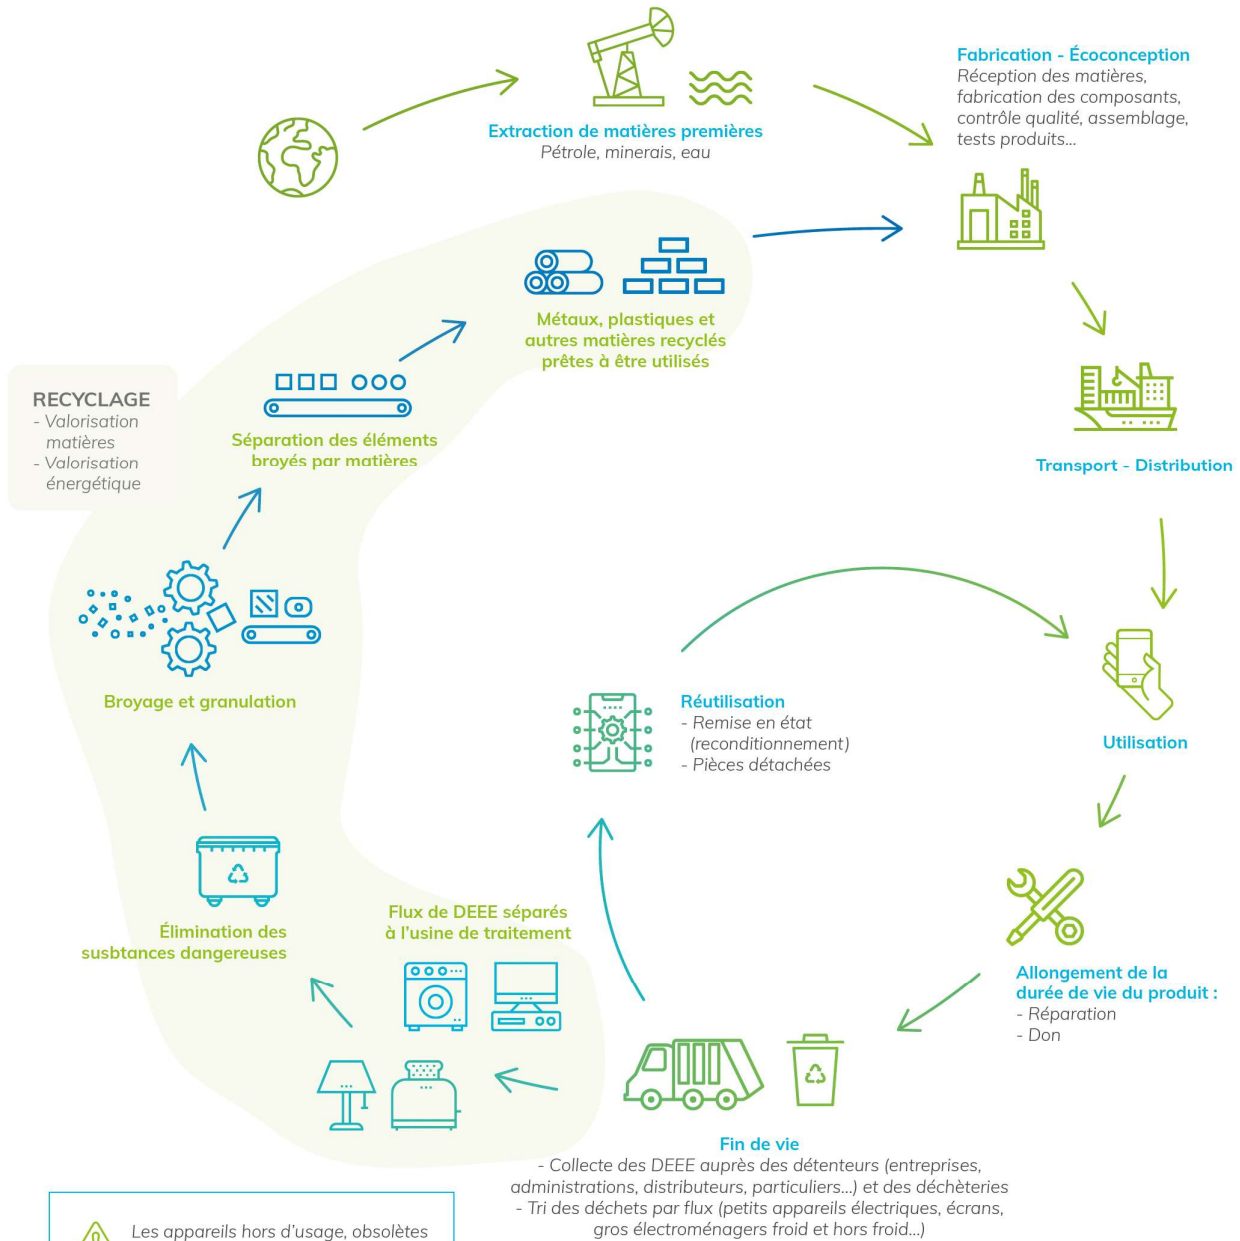 Extraction de matières premières
Pétrole, minerais, eau
Fabrication - Écoconception
Réception des matières,
fabrication des composants,
contrôle qualité, assemblage,
tests produits...
Métaux, plastiques et
autres matières recyclés
prêtes à être utilisés
RECYCLAGE
- Valorisation
matières
- Valorisation
énergétique
Séparation des éléments
broyés par matières
Transport - Distribution
Broyage et granulation
Réutilisation
- Remise en état
(reconditionnement)
- Pièces détachées
Utilisation
Élimination des
susbtances dangereuses
Flux de DEEE séparés
à l'usine de traitement
Allongement de la
durée de vie du produit :
- Réparation
- Don
Fin de vie
- Collecte des DEEE auprès des détenteurs (entreprises,
administrations, distributeurs, particuliers...) et des déchèteries
- Tri des déchets par flux (petits appareils électriques, écrans,
gros électroménagers froid et hors froid...)
Les appareils hors d'usage, obsolètes